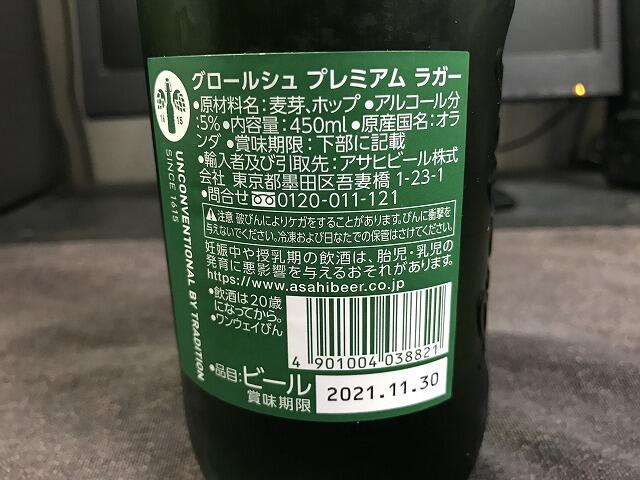 グロールシュ プレミアム ラガー
●原材料名:麦芽、ホップ ●アルコール分
:5% ●内容量:450ml ●原産国名:オラ
ンダ ●賞味期限:下部に記載
●輸入者及び引取先:アサヒビール株式
会社 東京都墨田区吾妻橋 1-23-1
●問合せ 0120-011-121
注意 破びんによりケガをすることがあります。びんに衝撃を
与えないでください。冷凍および日なたでの保管はさけてください。
妊娠中や授乳期の飲酒は、胎児・乳児の
発育に悪影響を与えるおそれがあります。
https://www.asahibeer.co.jp
●飲酒は20歳
になってから。
●ワンウェイびん
4 901004 038821
●品目:ビール
賞味期限
2021.11.30
16 15
UNCONVENTIONAL BY TRADITION
SINCE 1615